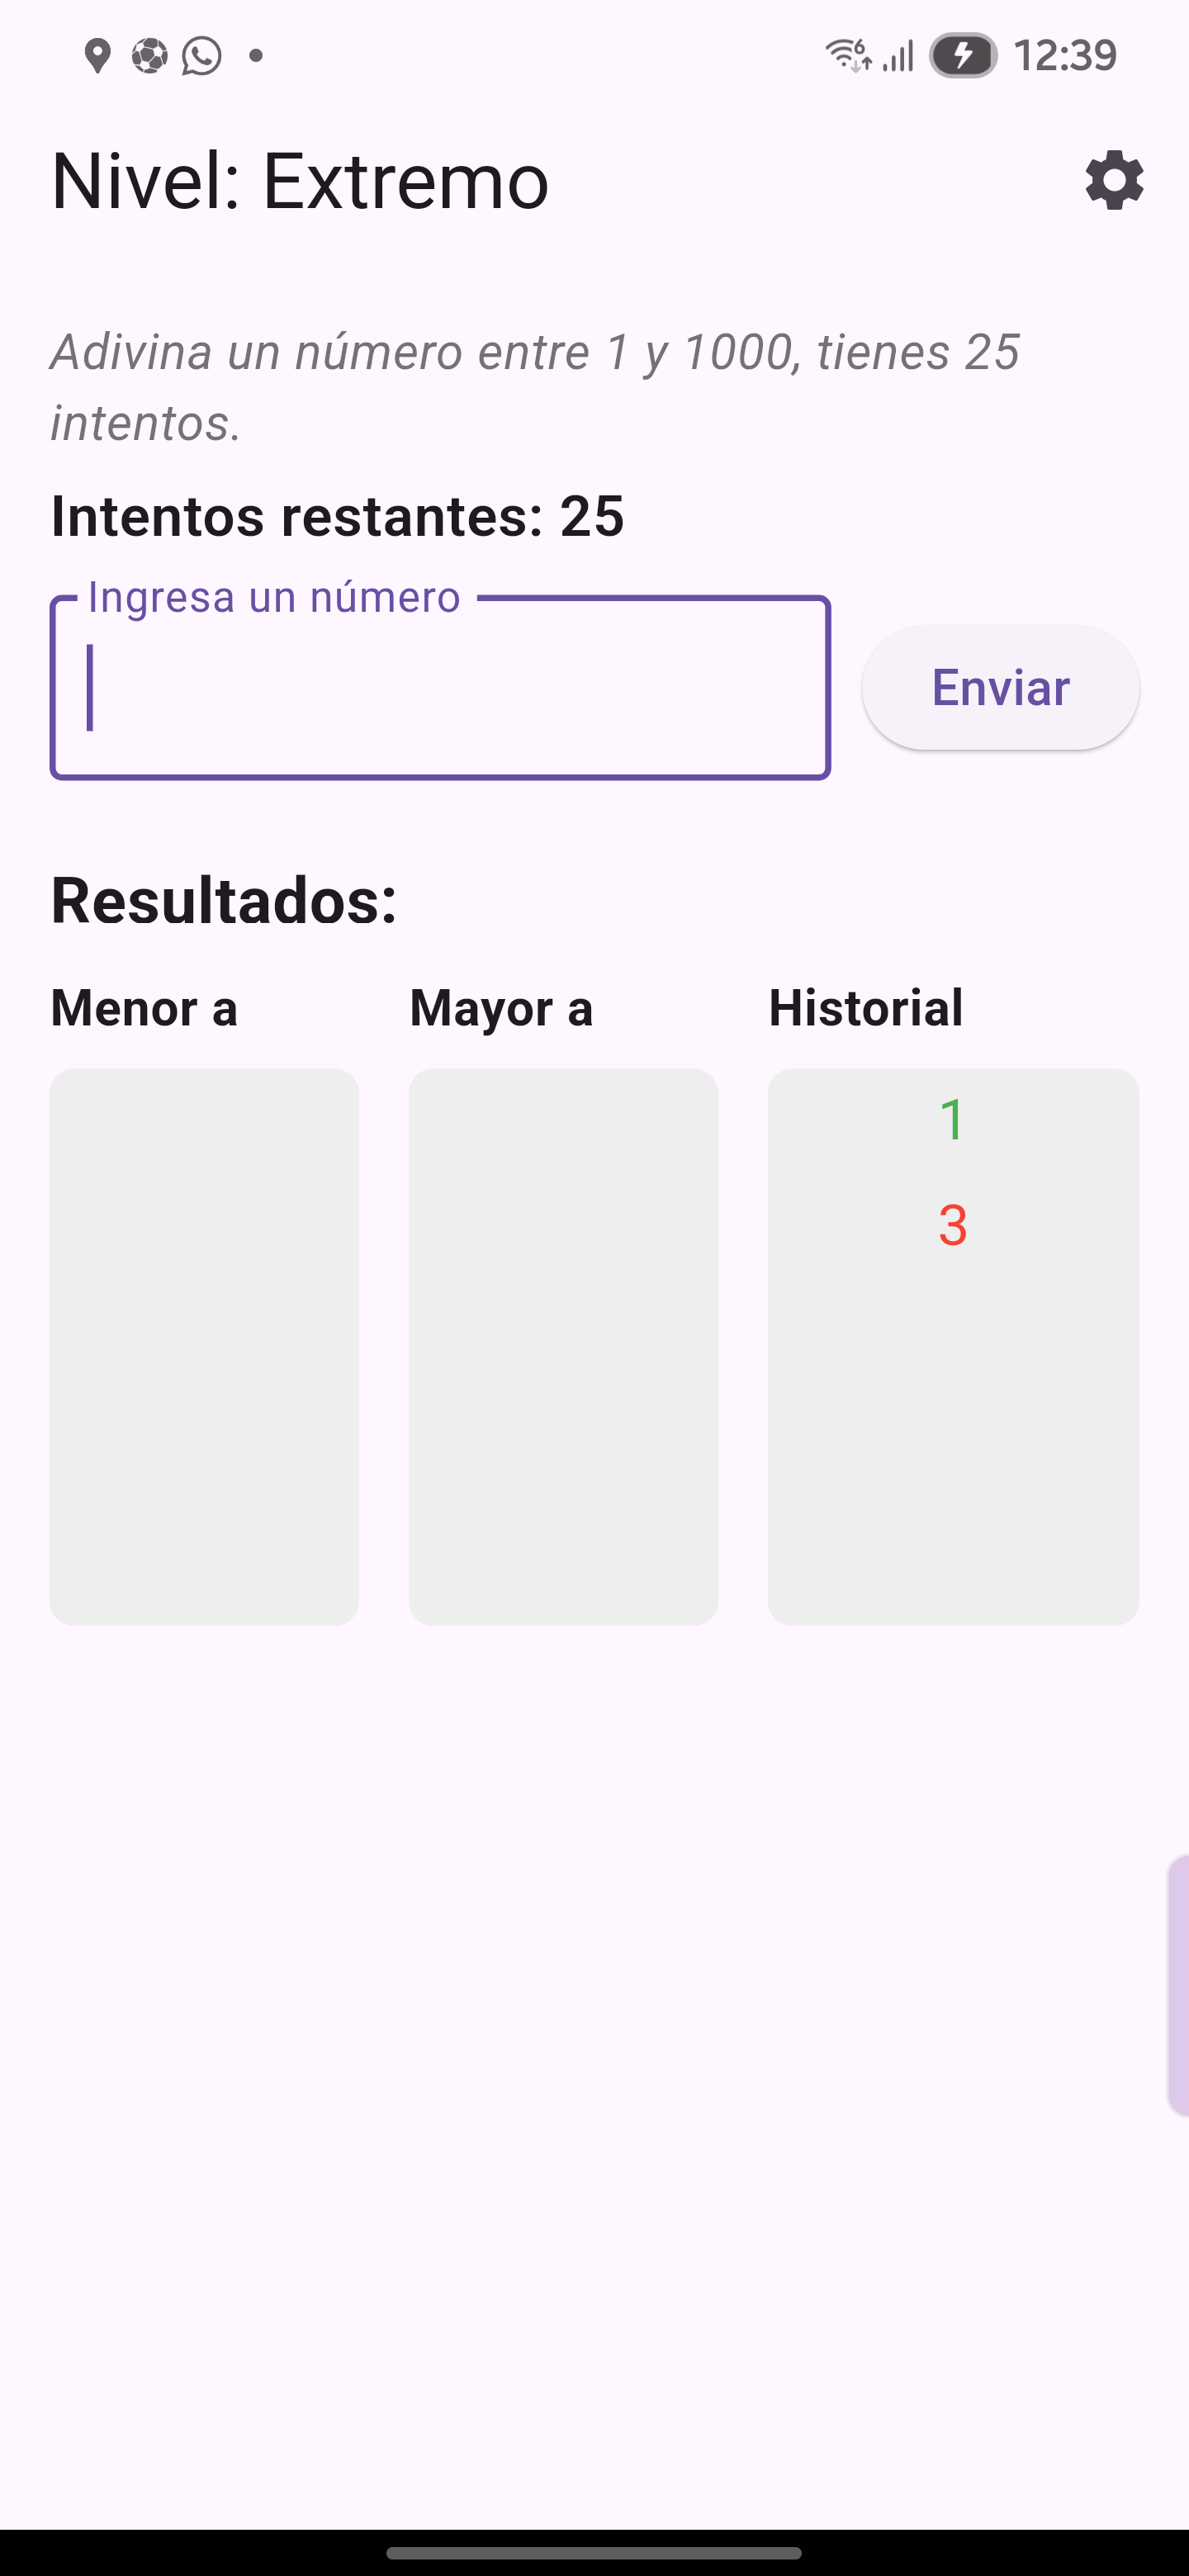 12:39
Nivel: Extremo
Adivina un número entre 1 y 1000, tienes 25
intentos.
Intentos restantes: 25
Ingresa un número
Enviar
Resultados:
Menor a
Mayor a
Historial
1
3